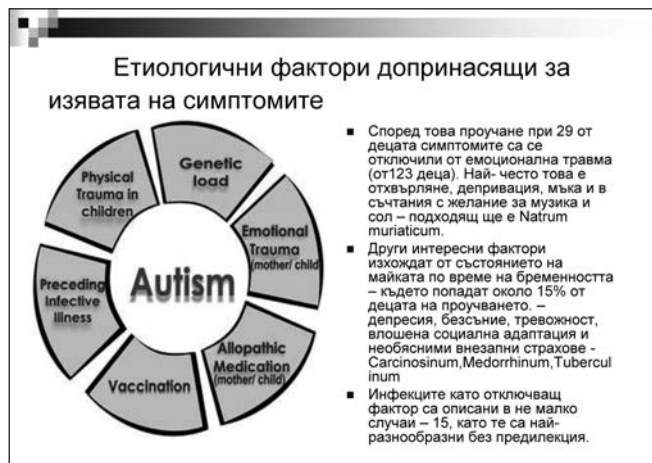 Етиологични фактори допринасящи за
изявата на симптомите
Genetic
load
Emotional
Trauma
(mother/ child)
Allopathic
Medication
(mother/ child)
Vaccination
Preceding
Infective
Illness
Physical
Trauma in
children
Autism
Според това проучане при 29 от
децата симптомите са се
отключили от емоционална травма
(от123 деца). Най- често това е
отхвърляне, депривация, мъка и в
съчтания с желание за музика и
сол – подходящ ще е Natrum
muriaticum.
Други интересни фактори
изхождат от състоянието на
майката по време на бременността
– където попадат около 15% от
децата на проучването. –
депресия, безсъние, тревожност,
влошена социална адаптация и
необясними внезапни страхове -
Carcinosinum,Medorrhinum,Tubercul
inum
Инфекците като отключващ
фактор са описани в не малко
случаи – 15, като те са най-
разнообразни без предилекция.